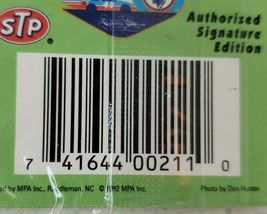 STP
®
Authorized
Signature
Edition
7 41644 00211 0
ed by MPA Inc., Randleman, NC © 1992 MPA Inc.
Photo by Don Hunter